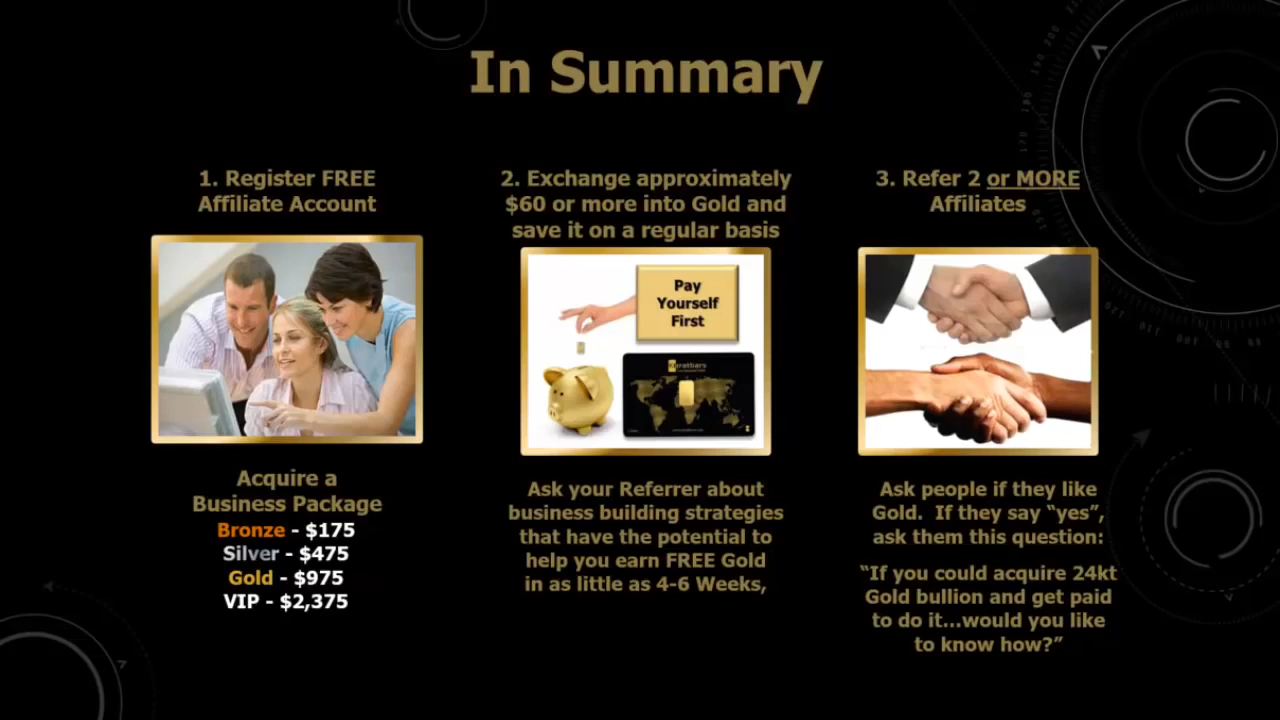 In Summary
1. Register FREE
Affiliate Account
Acquire a
Business Package
Bronze - $175
Silver - $475
Gold - $975
VIP - $2,375
2. Exchange approximately
$60 or more into Gold and
save it on a regular basis
Pay
Yourself
First
karatbars
Ask your Referrer about
business building strategies
that have the potential to
help you earn FREE Gold
in as little as 4-6 Weeks,
3. Refer 2 or MORE
Affiliates
Ask people if they like
Gold. If they say “yes”,
ask them this question:
“If you could acquire 24kt
Gold bullion and get paid
to do it...would you like
to know how?”